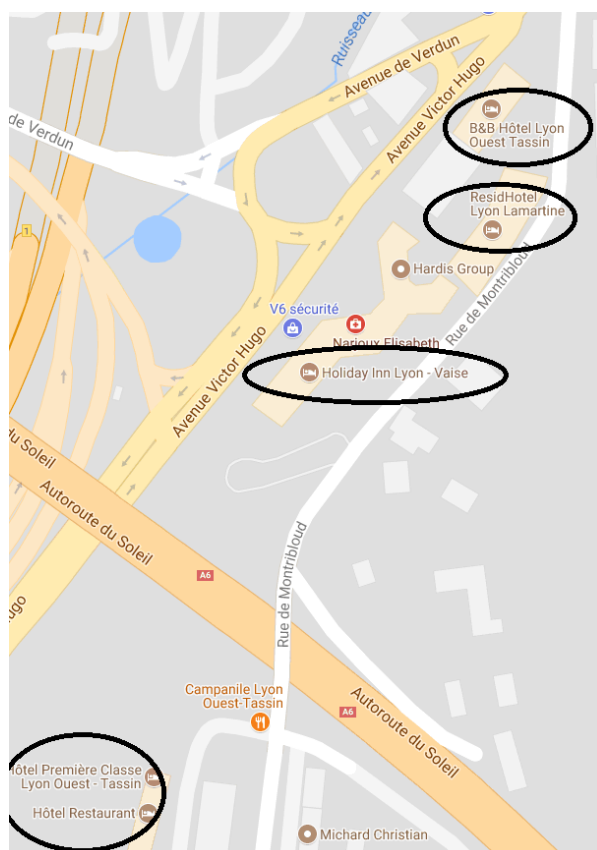 Ruisseau
Avenue de Verdun
Avenue Victor Hugo
de Verdun
B&B Hôtel Lyon
Ouest Tassin
ResidHotel
Lyon Lamartine
1
Hardis Group
Rue de Montribloud
V6 sécurité
Narioux Elisabeth
Holiday Inn Lyon - Vaise
Avenue Victor Hugo
du Soleil
Autoroute du Soleil
Rue de Montribloud
A6
ugo
Campanile Lyon
Ouest-Tassin
A6
Autoroute du Soleil
ôtel Première Classe
Lyon Ouest - Tassin
Hôtel Restaurant
Michard Christian